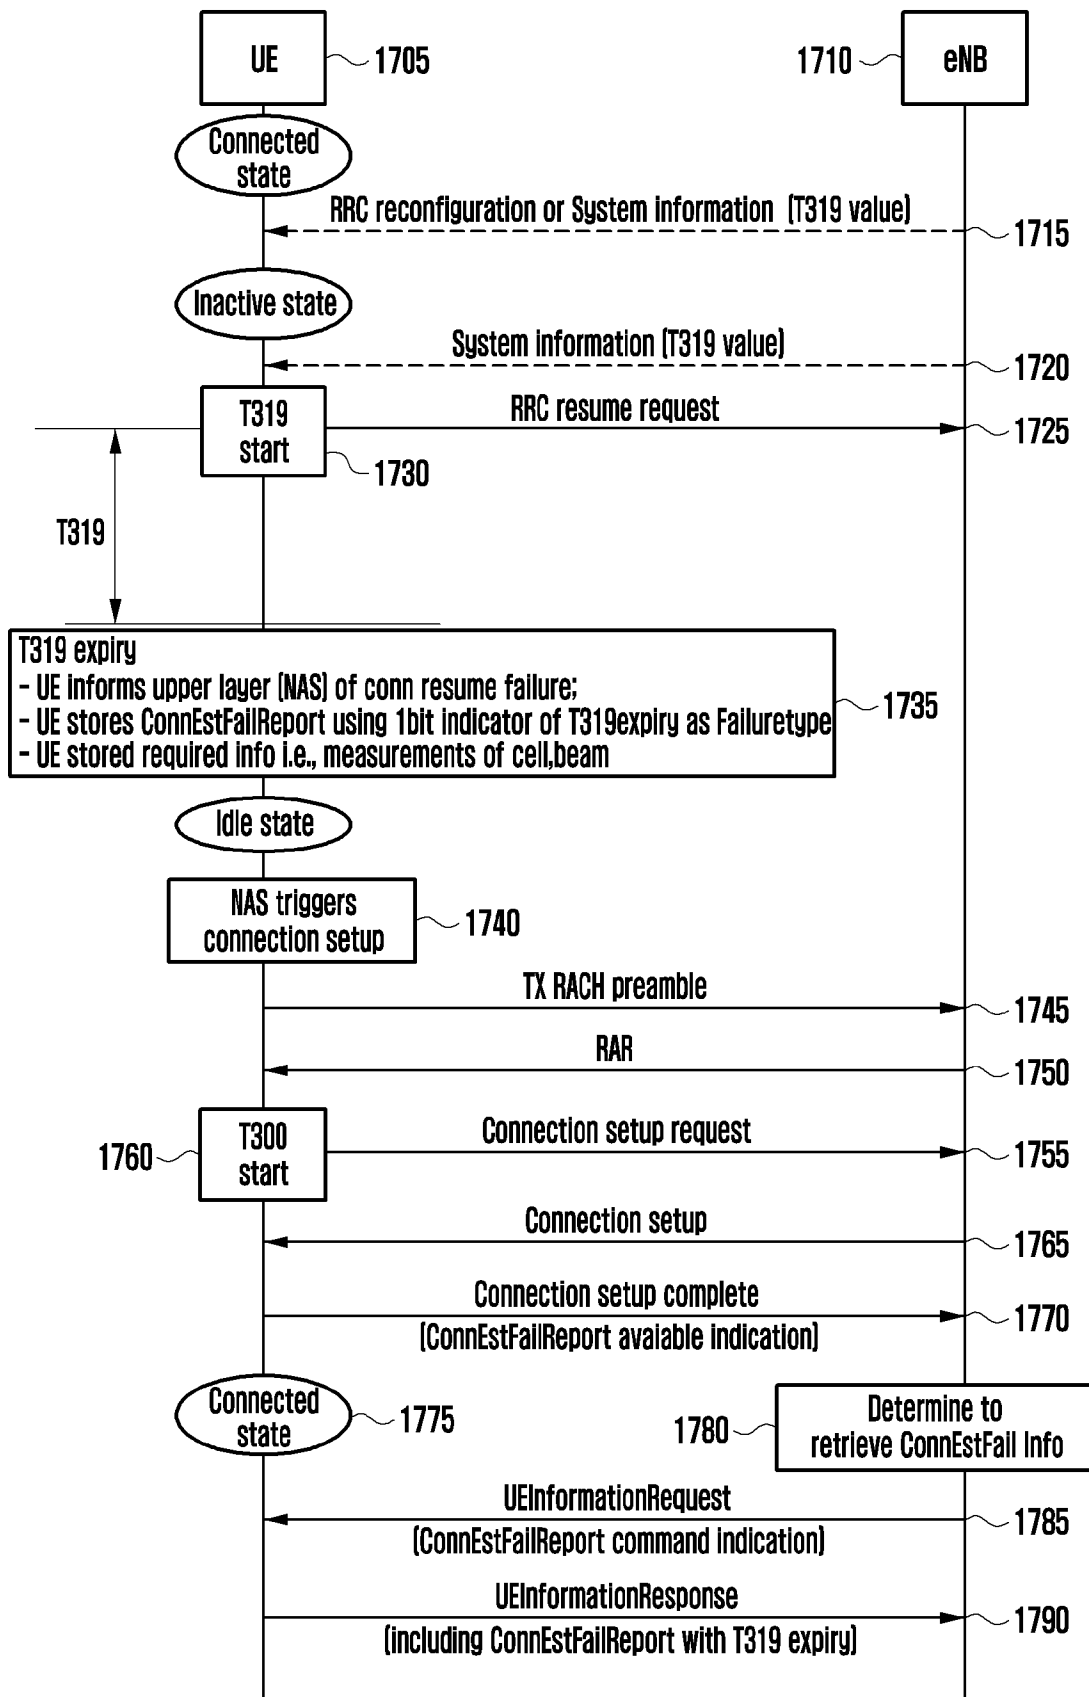 UE
1705
1710
eNB
Connected
state
RRC reconfiguration or System information (T319 value)
1715
Inactive state
System information (T319 value)
1720
T319
start
RRC resume request
1725
1730
T319
T319 expiry
- UE informs upper layer (NAS) of conn resume failure;
- UE stores ConnEstFailReport using 1bit indicator of T319expiry as Failuretype
- UE stored required info i.e., measurements of cell,beam
1735
Idle state
NAS triggers
connection setup
1740
TX RACH preamble
1745
RAR
1750
1760
T300
start
Connection setup request
1755
Connection setup
1765
Connection setup complete
(ConnEstFailReport avaiable indication)
1770
Connected
state
1775
1780
Determine to
retrieve ConnEstFail Info
UEInformationRequest
(ConnEstFailReport command indication)
1785
UEInformationResponse
(including ConnEstFailReport with T319 expiry)
1790